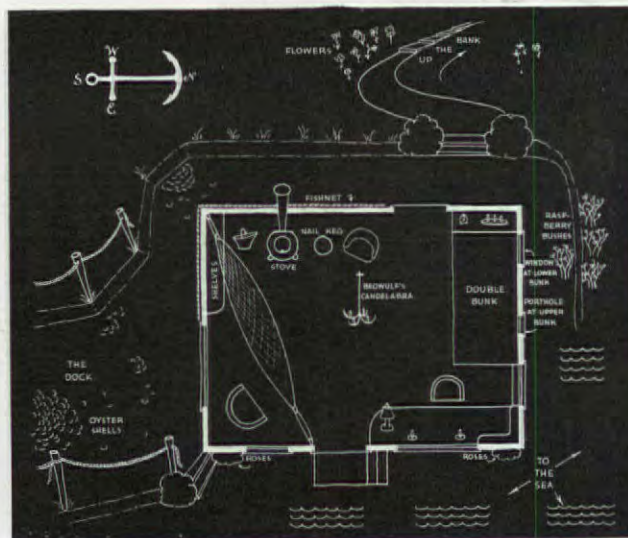 W
S N
E
FLOWERS
UP THE BANK
FISHNET
RASP-
BERRY
BUSHES
STOVE
NAIL KEG
SHELVES
BEOWULF'S
CANDELABRA
DOUBLE
BUNK
WINDOW
AT LOWER
BUNK
PORTHOLE
AT UPPER
BUNK
THE
DOCK
OYSTER
SHELLS
ROSES
ROSES
TO
THE
SEA